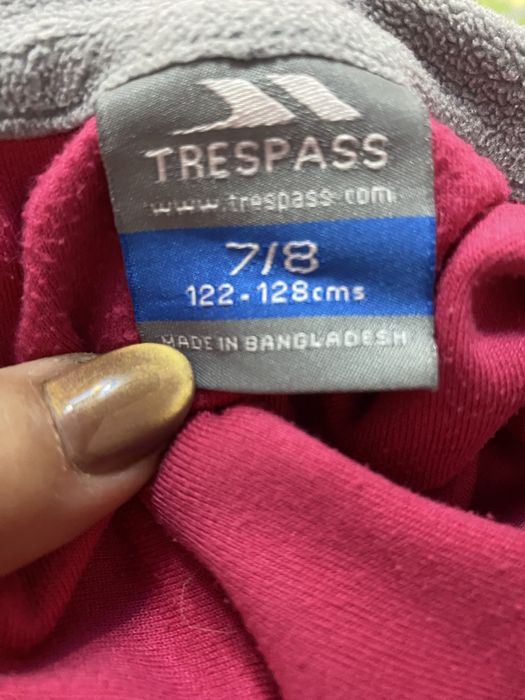 TRESPASS
www.trespass.com
7/8
122-128cms
MADE IN BANGLADESH